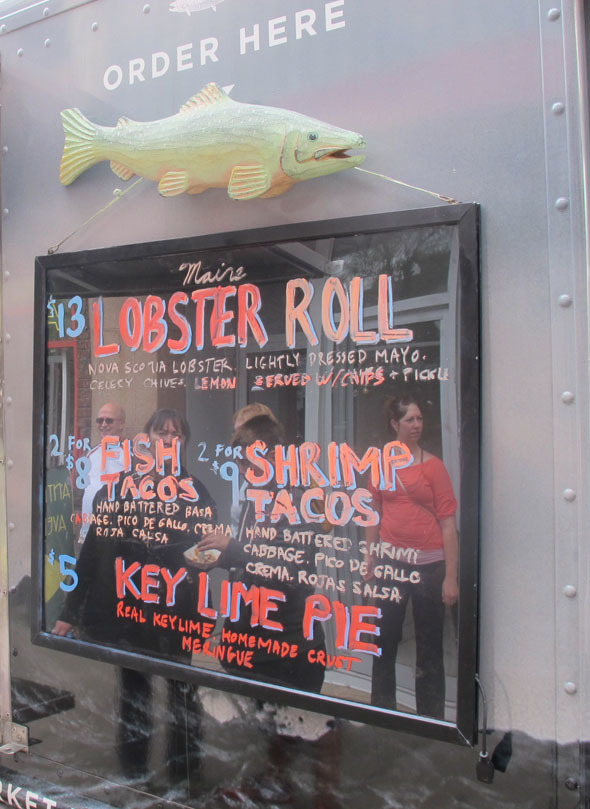 ORDER HERE
Maine
$13 LOBSTER ROLL
NOVA SCOTIA LOBSTER. LIGHTLY DRESSED MAYO.
CELERY CHIVES. LEMON SERVED W/CHIPS + PICKLE
2 FOR $8 FISH TACOS
HAND BATTERED BASA
CABBAGE. PICO DE GALLO. CREMA
ROJA CALSA
2 FOR $9 SHRIMP TACOS
HAND BATTERED SHRIMP
CABBAGE. PICO DE GALLO
CREMA. ROJAS SALSA
$5 KEY LIME PIE
REAL KEYLIME HOMEMADE CRUST
MERINGUE